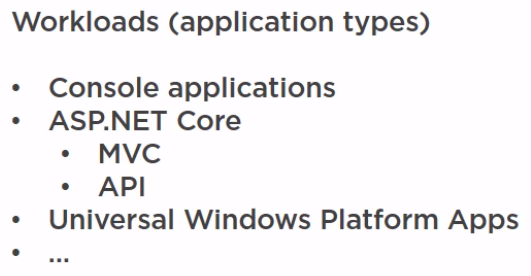 Workloads (application types)
• Console applications
• ASP.NET Core
• MVC
• API
• Universal Windows Platform Apps
• ...